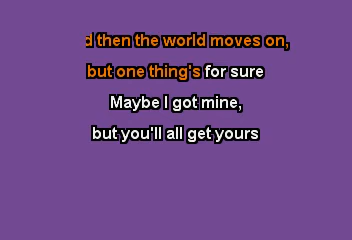 d then the world moves on,
but one thing's for sure
Maybe I got mine,
but you'll all get yours